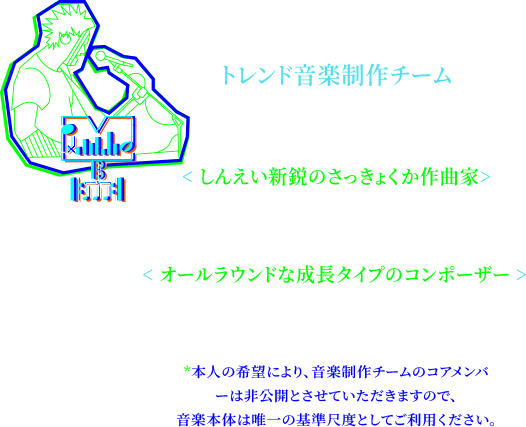 トレンド音楽制作チーム
< しんえい新鋭のさっきょくか作曲家>
< オールラウンドな成長タイプのコンポーザー >
*本人の希望により、音楽制作チームのコアメンバ
ーは非公開とさせていただきますので、
音楽本体は唯一の基準尺度としてご利用ください。